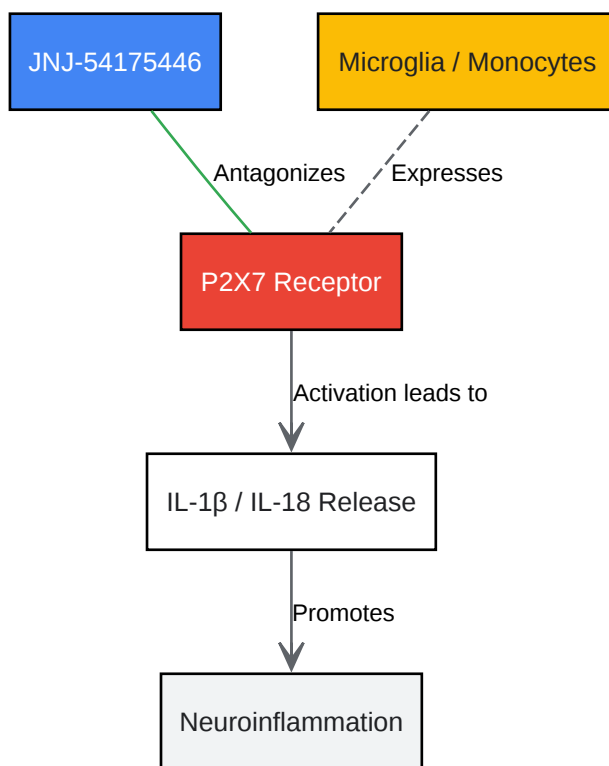 JNJ-54175446
Microglia / Monocytes
Antagonizes
Expresses
P2X7 Receptor
Activation leads to
IL-1β / IL-18 Release
Promotes
Neuroinflammation